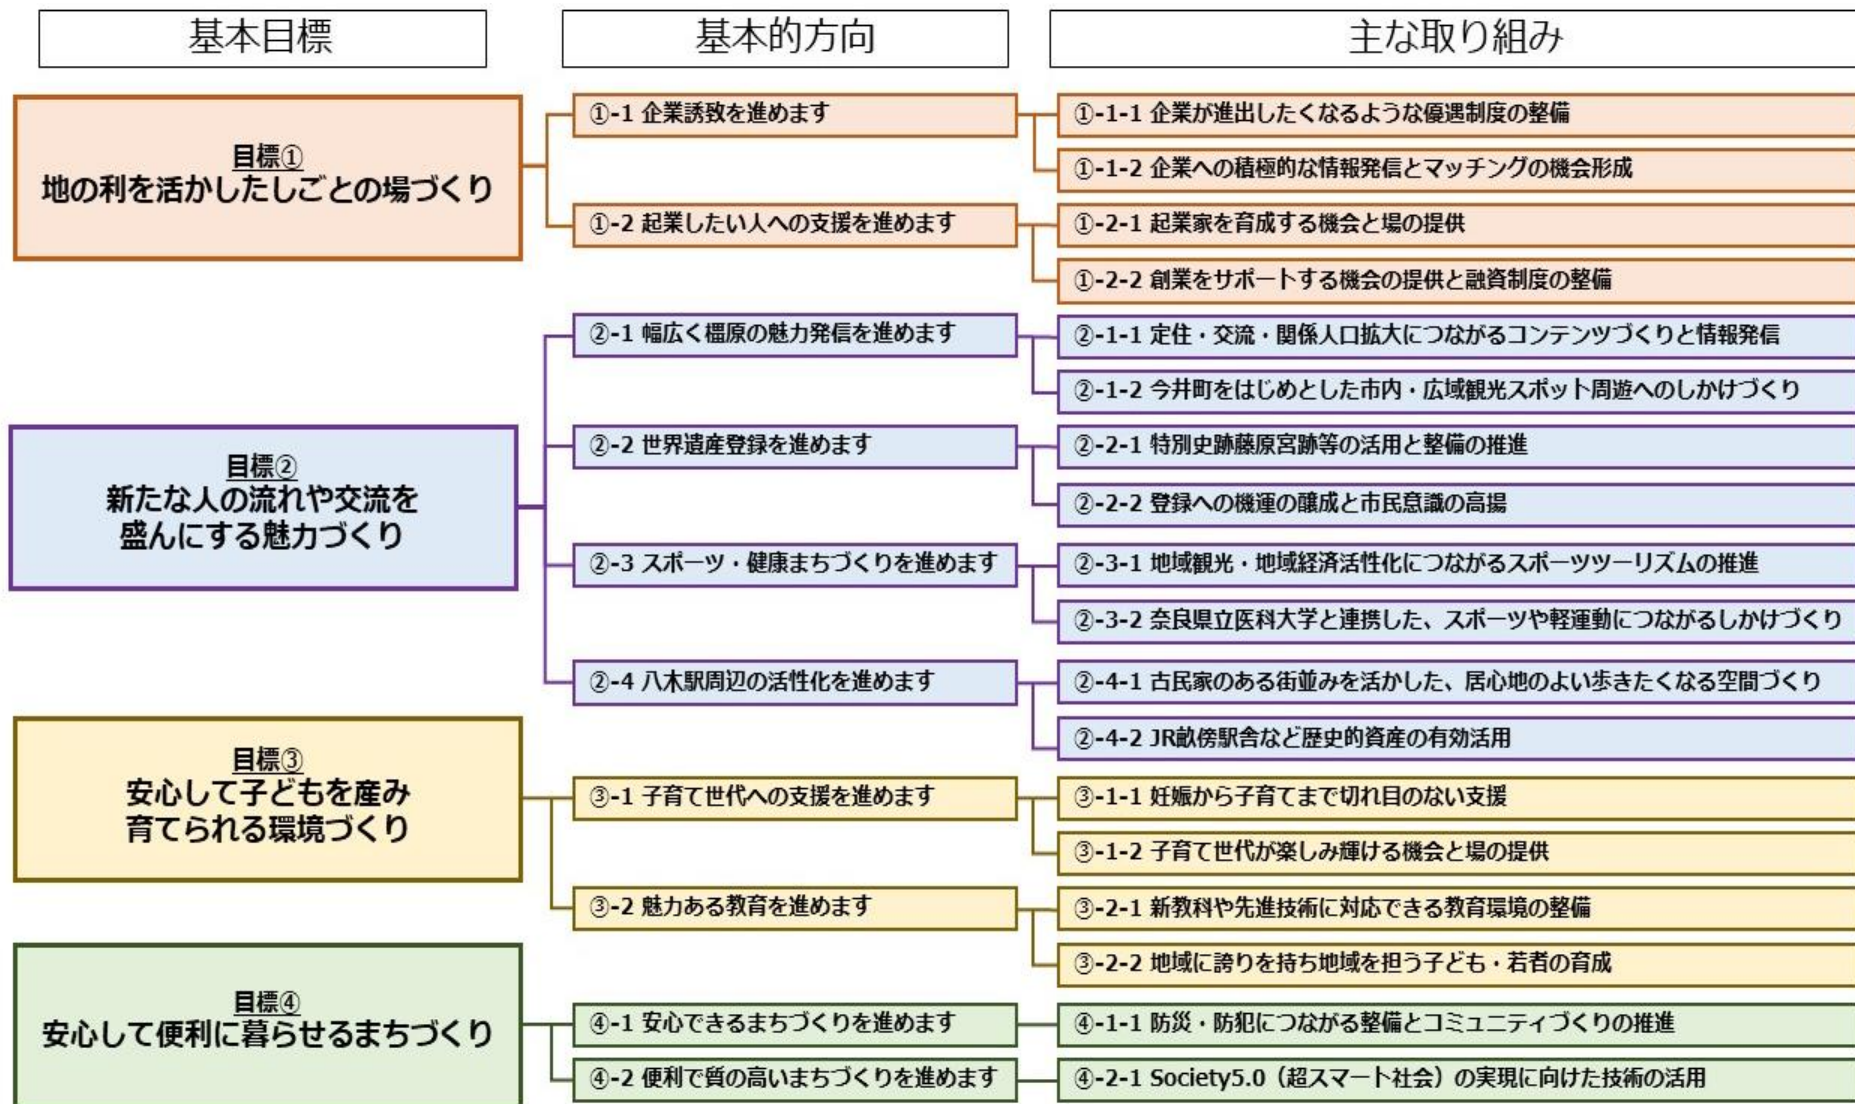 基本目標
基本的方向
主な取り組み
目標①
地の利を活かしたしごとの場づくり
①-1 企業誘致を進めます
①-1-1 企業が進出したくなるような優遇制度の整備
①-1-2 企業への積極的な情報発信とマッチングの機会形成
①-2 起業したい人への支援を進めます
①-2-1 起業家を育成する機会と場の提供
①-2-2 創業をサポートする機会の提供と融資制度の整備
目標②
新たな人の流れや交流を
盛んにする魅力づくり
②-1 幅広く橿原の魅力発信を進めます
②-1-1 定住・交流・関係人口拡大につながるコンテンツづくりと情報発信
②-1-2 今井町をはじめとした市内・広域観光スポット周遊へのしかけづくり
②-2 世界遺産登録を進めます
②-2-1 特別史跡藤原宮跡等の活用と整備の推進
②-2-2 登録への機運の醸成と市民意識の高揚
②-3 スポーツ・健康まちづくりを進めます
②-3-1 地域観光・地域経済活性化につながるスポーツツーリズムの推進
②-3-2 奈良県立医科大学と連携した、スポーツや軽運動につながるしかけづくり
②-4 八木駅周辺の活性化を進めます
②-4-1 古民家のある街並みを活かした、居心地のよい歩きたくなる空間づくり
②-4-2 JR畝傍駅舎など歴史的資産の有効活用
目標③
安心して子どもを産み
育てられる環境づくり
③-1 子育て世代への支援を進めます
③-1-1 妊娠から子育てまで切れ目のない支援
③-1-2 子育て世代が楽しみ輝ける機会と場の提供
③-2 魅力ある教育を進めます
③-2-1 新教科や先進技術に対応できる教育環境の整備
③-2-2 地域に誇りを持ち地域を担う子ども・若者の育成
目標④
安心して便利に暮らせるまちづくり
④-1 安心できるまちづくりを進めます
④-1-1 防災・防犯につながる整備とコミュニティづくりの推進
④-2 便利で質の高いまちづくりを進めます
④-2-1 Society5.0（超スマート社会）の実現に向けた技術の活用